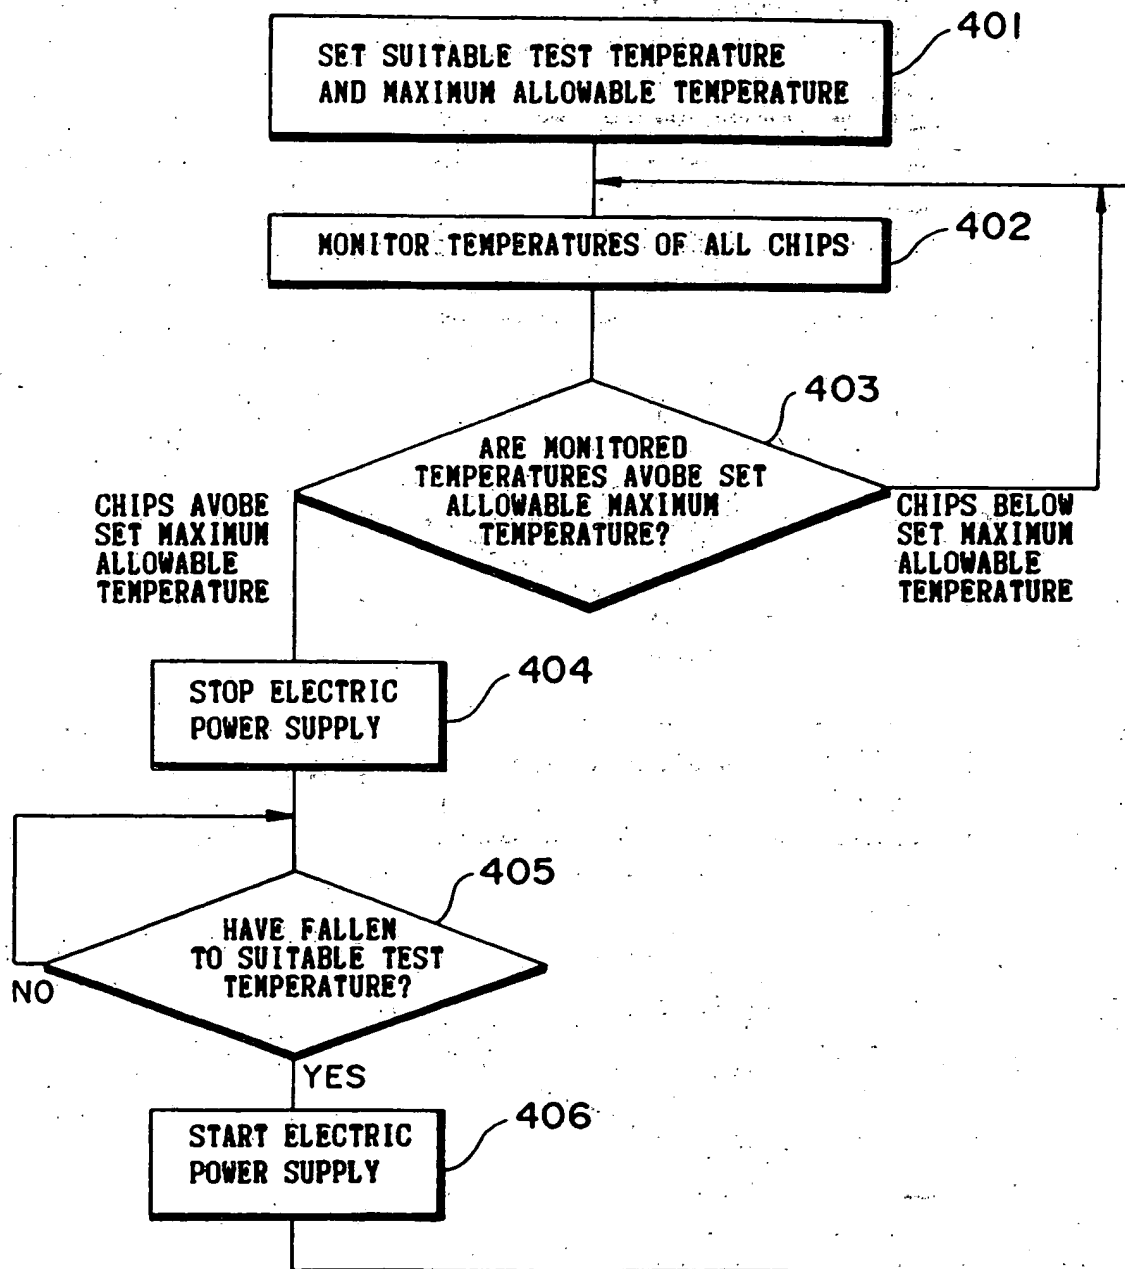 401
SET SUITABLE TEST TEMPERATURE
AND MAXIMUM ALLOWABLE TEMPERATURE
402
MONITOR TEMPERATURES OF ALL CHIPS
403
ARE MONITORED
TEMPERATURES AVOBE SET
ALLOWABLE MAXIMUM
TEMPERATURE?
CHIPS AVOBE
SET MAXIMUM
ALLOWABLE
TEMPERATURE
CHIPS BELOW
SET MAXIMUM
ALLOWABLE
TEMPERATURE
404
STOP ELECTRIC
POWER SUPPLY
405
HAVE FALLEN
TO SUITABLE TEST
TEMPERATURE?
NO
YES
406
START ELECTRIC
POWER SUPPLY